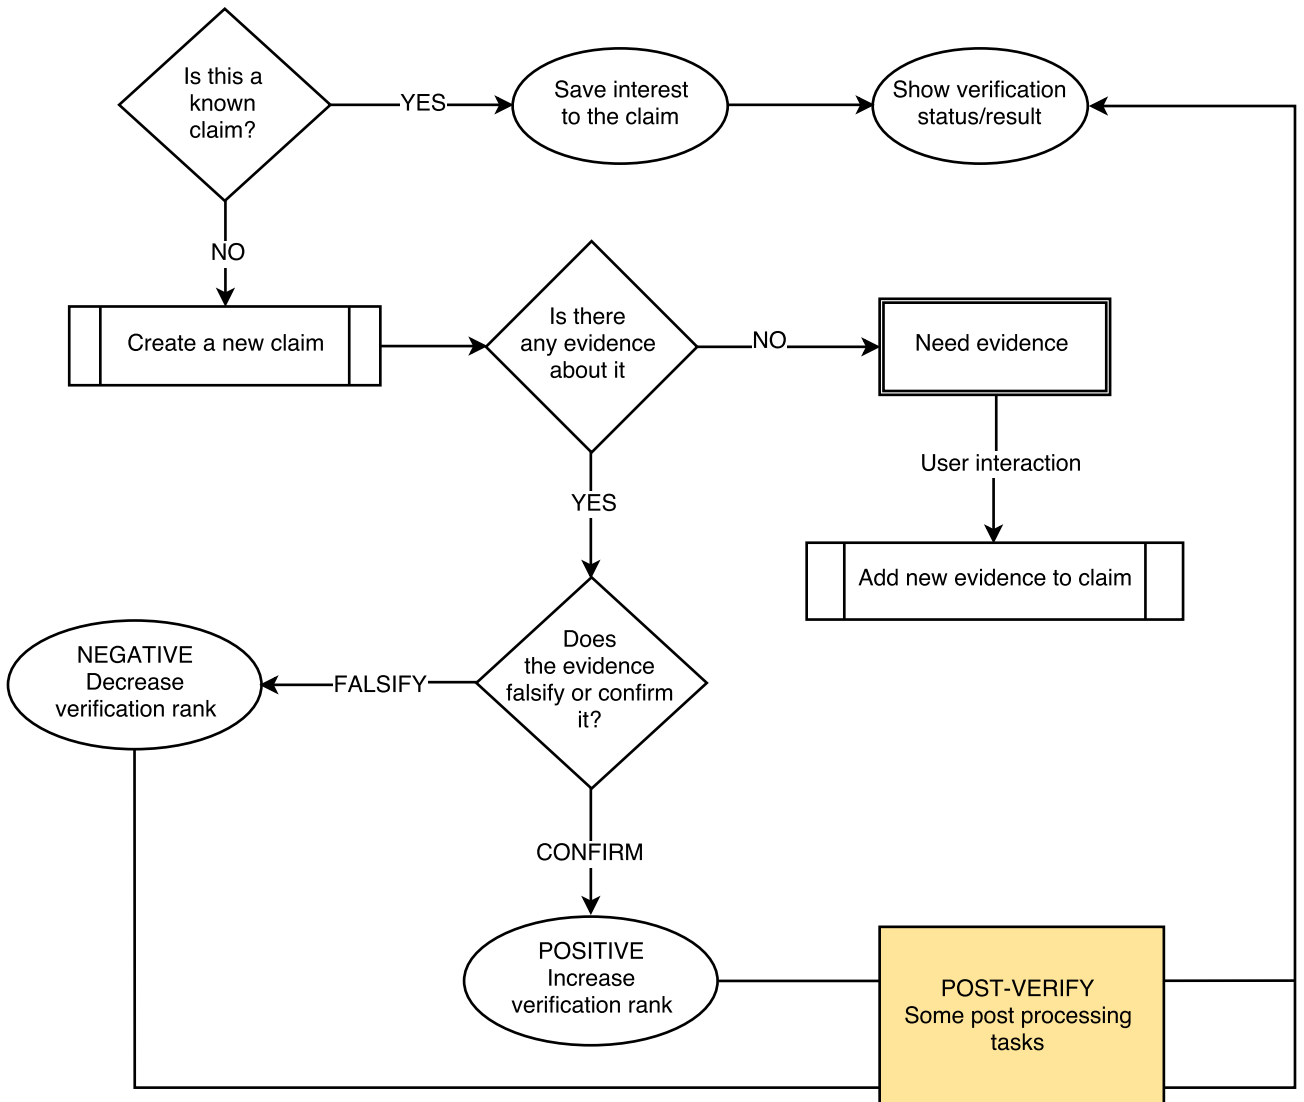 Is this a
known
claim?
YES
Save interest
to the claim
Show verification
status/result
NO
Create a new claim
Is there
any evidence
about it
NO
Need evidence
User interaction
YES
Add new evidence to claim
Does
the evidence
falsify or confirm
it?
FALSIFY
NEGATIVE
Decrease
verification rank
CONFIRM
POSITIVE
Increase
verification rank
POST-VERIFY
Some post processing
tasks